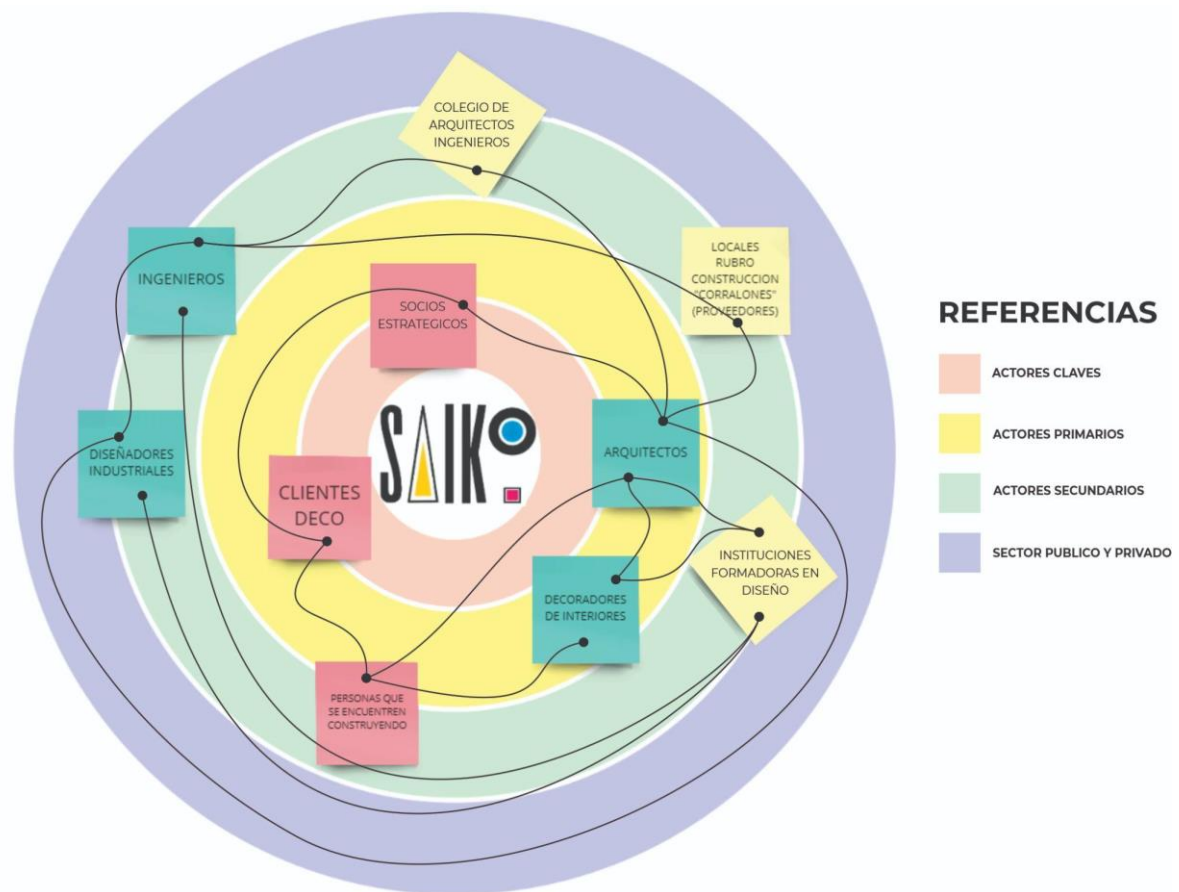 COLEGIO DE
ARQUITECTOS
INGENIEROS
INGENIEROS
LOCALES
RUBRO
CONSTRUCCION
"CORRALONES"
(PROVEEDORES)
SOCIOS
ESTRATEGICOS
DISEÑADORES
INDUSTRIALES
CLIENTES
DECO
SAIKO
ARQUITECTOS
DECORADORES
DE INTERIORES
INSTITUCIONES
FORMADORAS EN
DISEÑO
PERSONAS QUE
SE ENCUENTREN
CONSTRUYENDO
REFERENCIAS
ACTORES CLAVES
ACTORES PRIMARIOS
ACTORES SECUNDARIOS
SECTOR PUBLICO Y PRIVADO